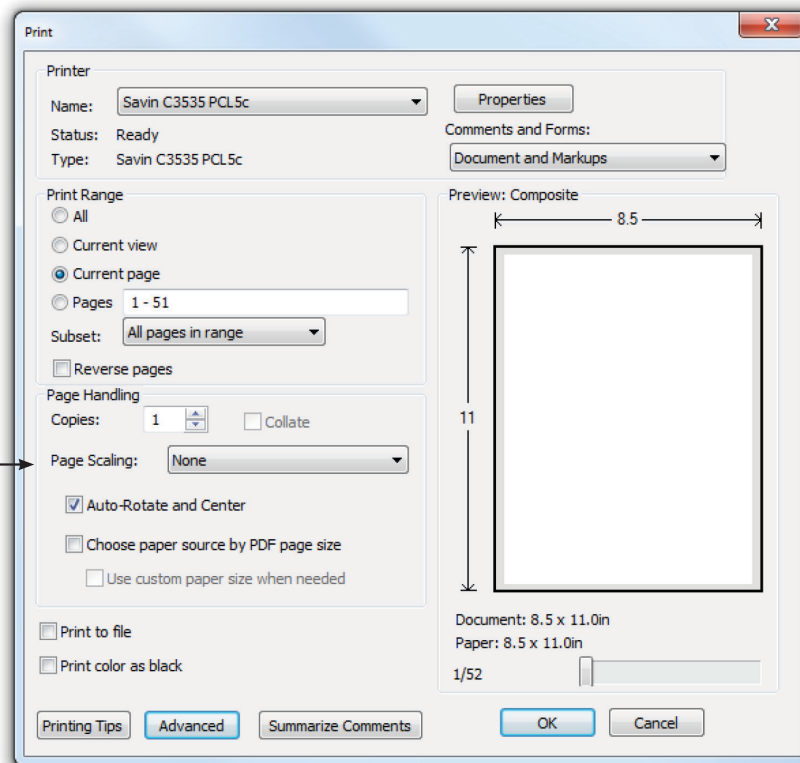 Print
Printer
Name: Savin C3535 PCL5c
Properties
Status: Ready
Comments and Forms:
Type: Savin C3535 PCL5c
Document and Markups
Print Range
All
Current view
Current page
Pages 1 - 51
Subset: All pages in range
Reverse pages
Page Handling
Copies: 1 Collate
Page Scaling: None
Auto-Rotate and Center
Choose paper source by PDF page size
Use custom paper size when needed
Print to file
Print color as black
Preview: Composite
8.5
11
Document: 8.5 x 11.0in
Paper: 8.5 x 11.0in
1/52
Printing Tips Advanced Summarize Comments OK Cancel